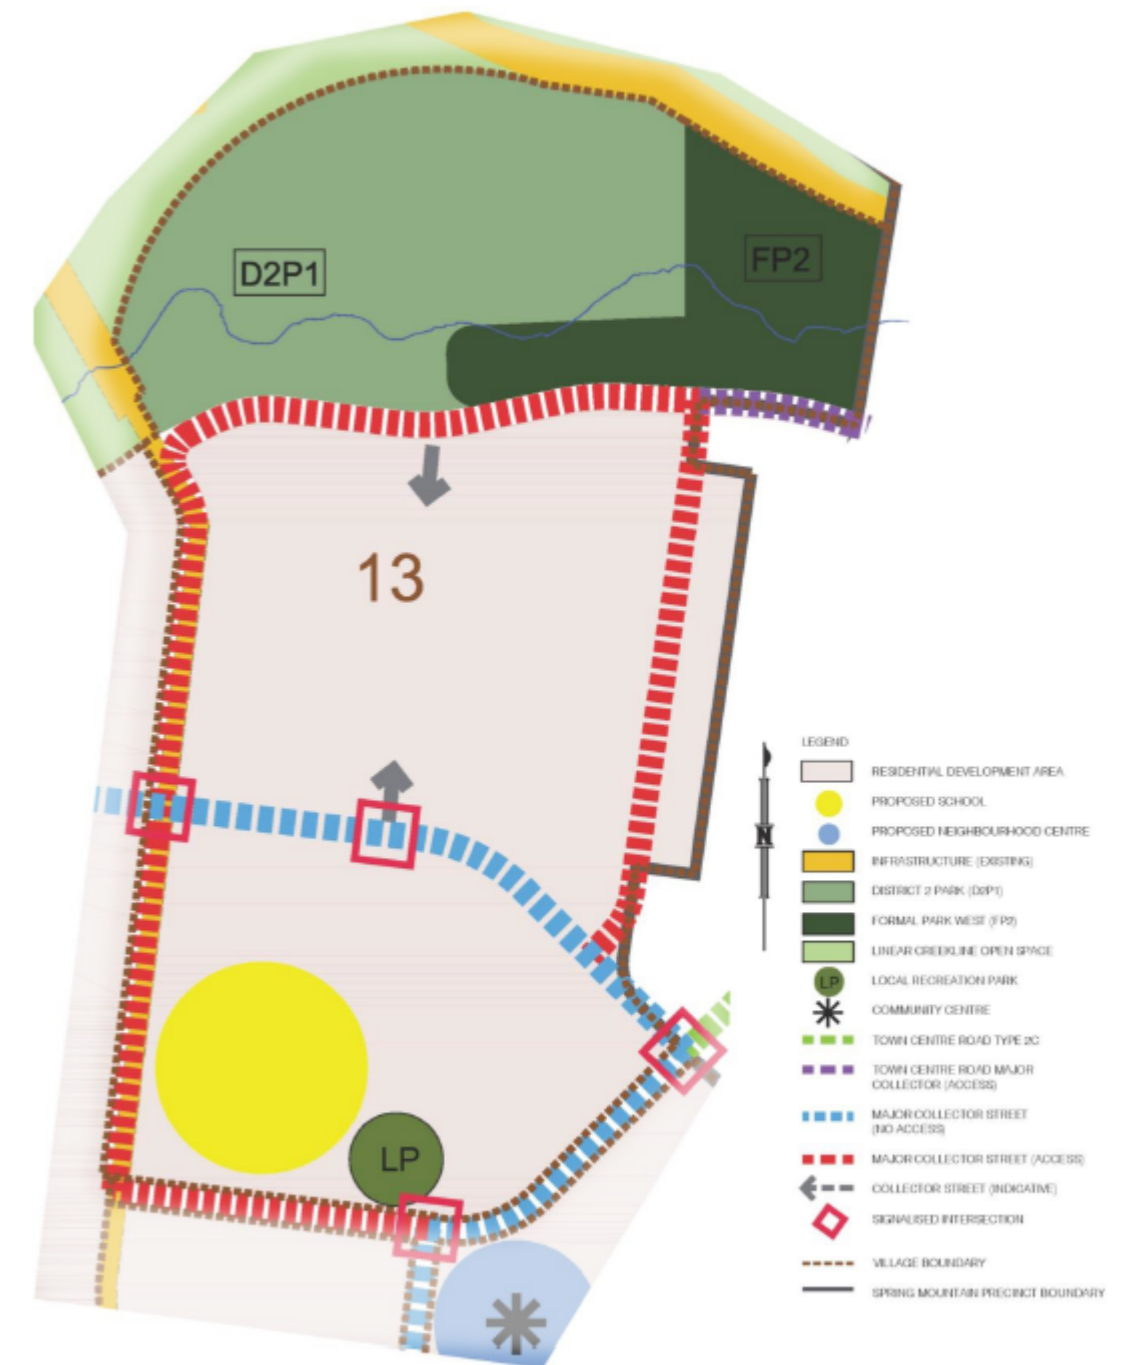 D2P1
FP2
13
LP
N
LEGEND
RESIDENTIAL DEVELOPMENT AREA
PROPOSED SCHOOL
PROPOSED NEIGHBOURHOOD CENTRE
INFRASTRUCTURE (EXISTING)
DISTRICT 2 PARK (D2P1)
FORMAL PARK WEST (FP2)
LINEAR CREEKLINE OPEN SPACE
LP LOCAL RECREATION PARK
COMMUNITY CENTRE
TOWN CENTRE ROAD TYPE 2C
TOWN CENTRE ROAD MAJOR
COLLECTOR (ACCESS)
MAJOR COLLECTOR STREET
(NO ACCESS)
MAJOR COLLECTOR STREET (ACCESS)
COLLECTOR STREET (INDICATIVE)
SIGNALISED INTERSECTION
VILLAGE BOUNDARY
SPRING MOUNTAIN PRECINCT BOUNDARY